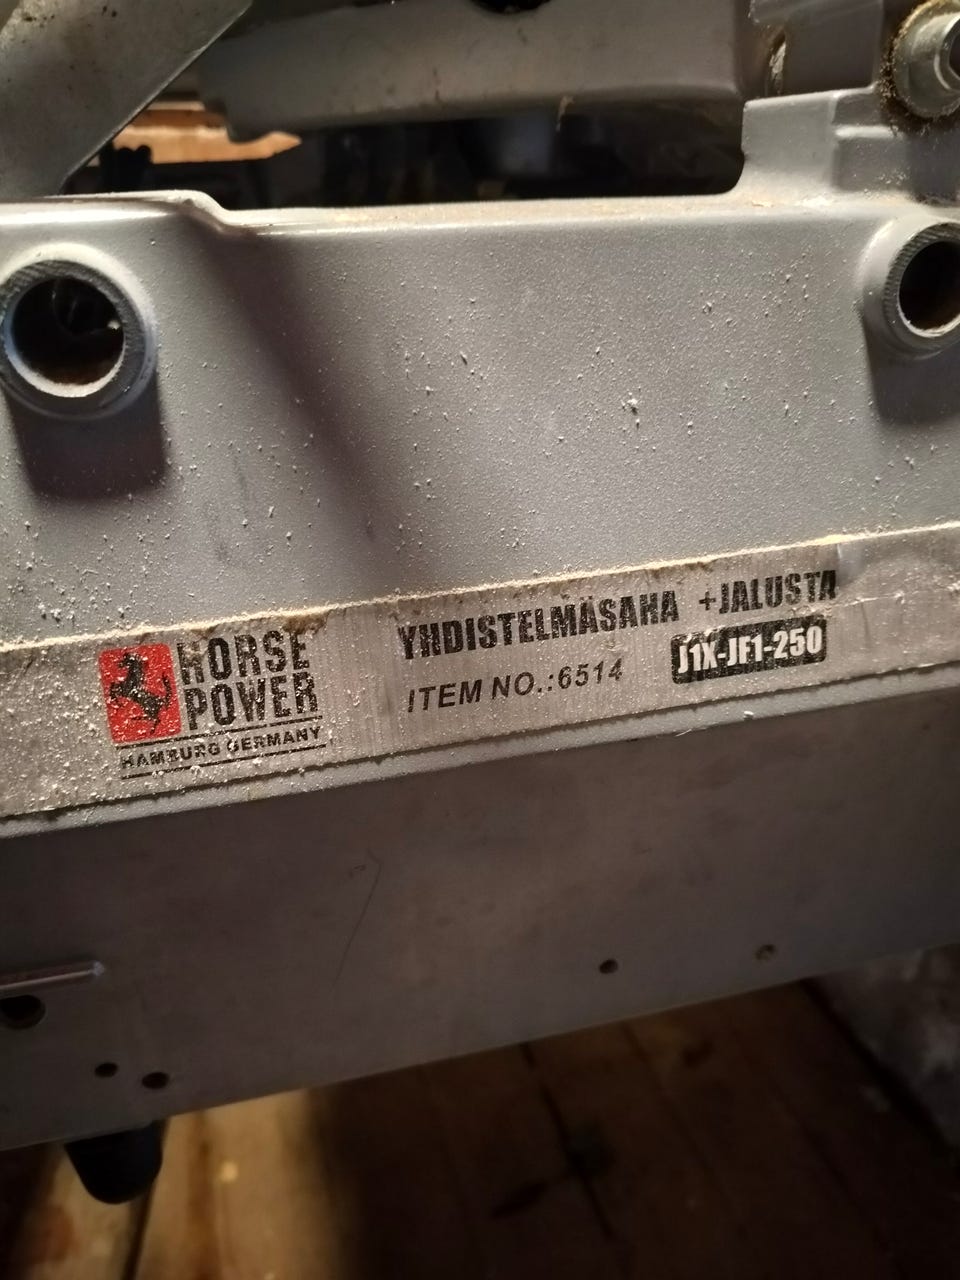 HORSE
POWER
HAMBURG GERMANY
YHDISTELMÄSAHA +JALUSTA
ITEM NO.:6514
J1X-JF1-250